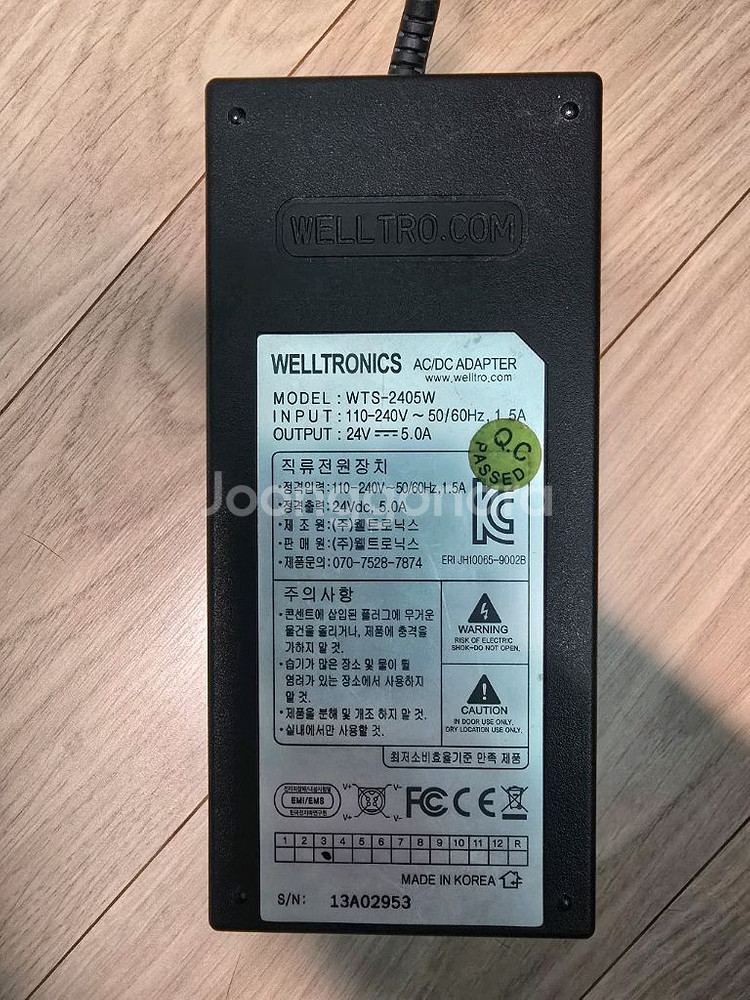 WELLTRO.COM
WELLTRONICS AC/DC ADAPTER
www.welltro.com
MODEL : WTS-2405W
INPUT : 110-240V ~ 50/60Hz, 1.5A
OUTPUT : 24V ⎓ 5.0A
Q.C
PASSED
직류전원장치
•정격입력:110-240V~50/60Hz,1.5A
•정격출력:24Vdc, 5.0A
•제 조 원:(주)웰트로닉스
•판 매 원:(주)웰트로닉스
•제품문의:070-7528-7874
ERI JHI0065-9002B
Joonggonara
주의사항
•콘센트에 삽입된 플러그에 무거운
물건을 올리거나, 제품에 충격을
가하지 말 것.
•습기가 많은 장소 및 물이 튈
염려가 있는 장소에서 사용하지
말 것.
•제품을 분해 및 개조 하지 말 것.
•실내에서만 사용할 것.
WARNING
RISK OF ELECTRIC
SHOK-DO NOT OPEN.
CAUTION
IN DOOR USE ONLY.
DRY LOCATION USE ONLY.
최저소비효율기준 만족 제품
EMI/EMS
V+ V-
V+ V-
FC CE
1 2 3 4 5 6 7 8 9 10 11 12 R
MADE IN KOREA
S/N: 13A02953